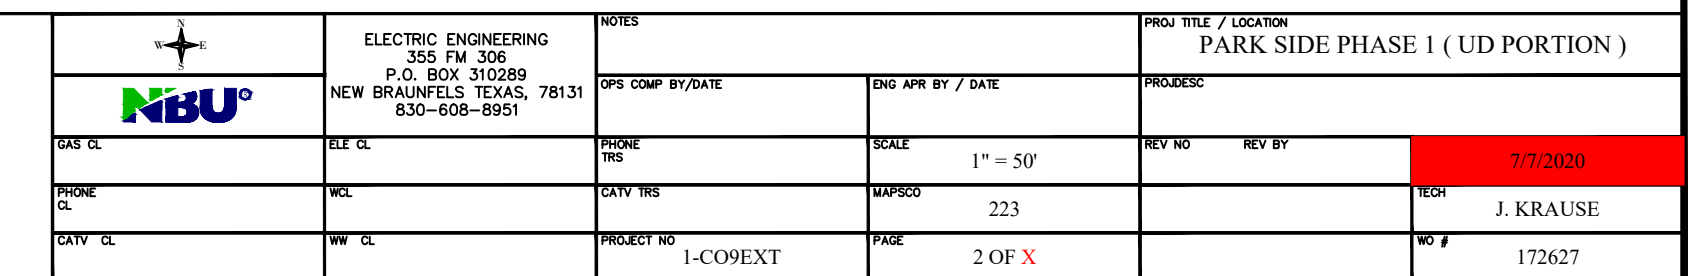 N
W E
S
NBU®
ELECTRIC ENGINEERING
355 FM 306
P.O. BOX 310289
NEW BRAUNFELS TEXAS, 78131
830-608-8951
NOTES
PROJ TITLE / LOCATION
PARK SIDE PHASE 1 ( UD PORTION )
OPS COMP BY/DATE
ENG APR BY / DATE
PROJDESC
GAS CL
ELE CL
PHONE
TRS
SCALE
1" = 50'
REV NO REV BY
7/7/2020
PHONE
CL
WCL
CATV TRS
MAPSCO
223
TECH
J. KRAUSE
CATV CL
WW CL
PROJECT NO
1-CO9EXT
PAGE
2 OF X
WO #
172627